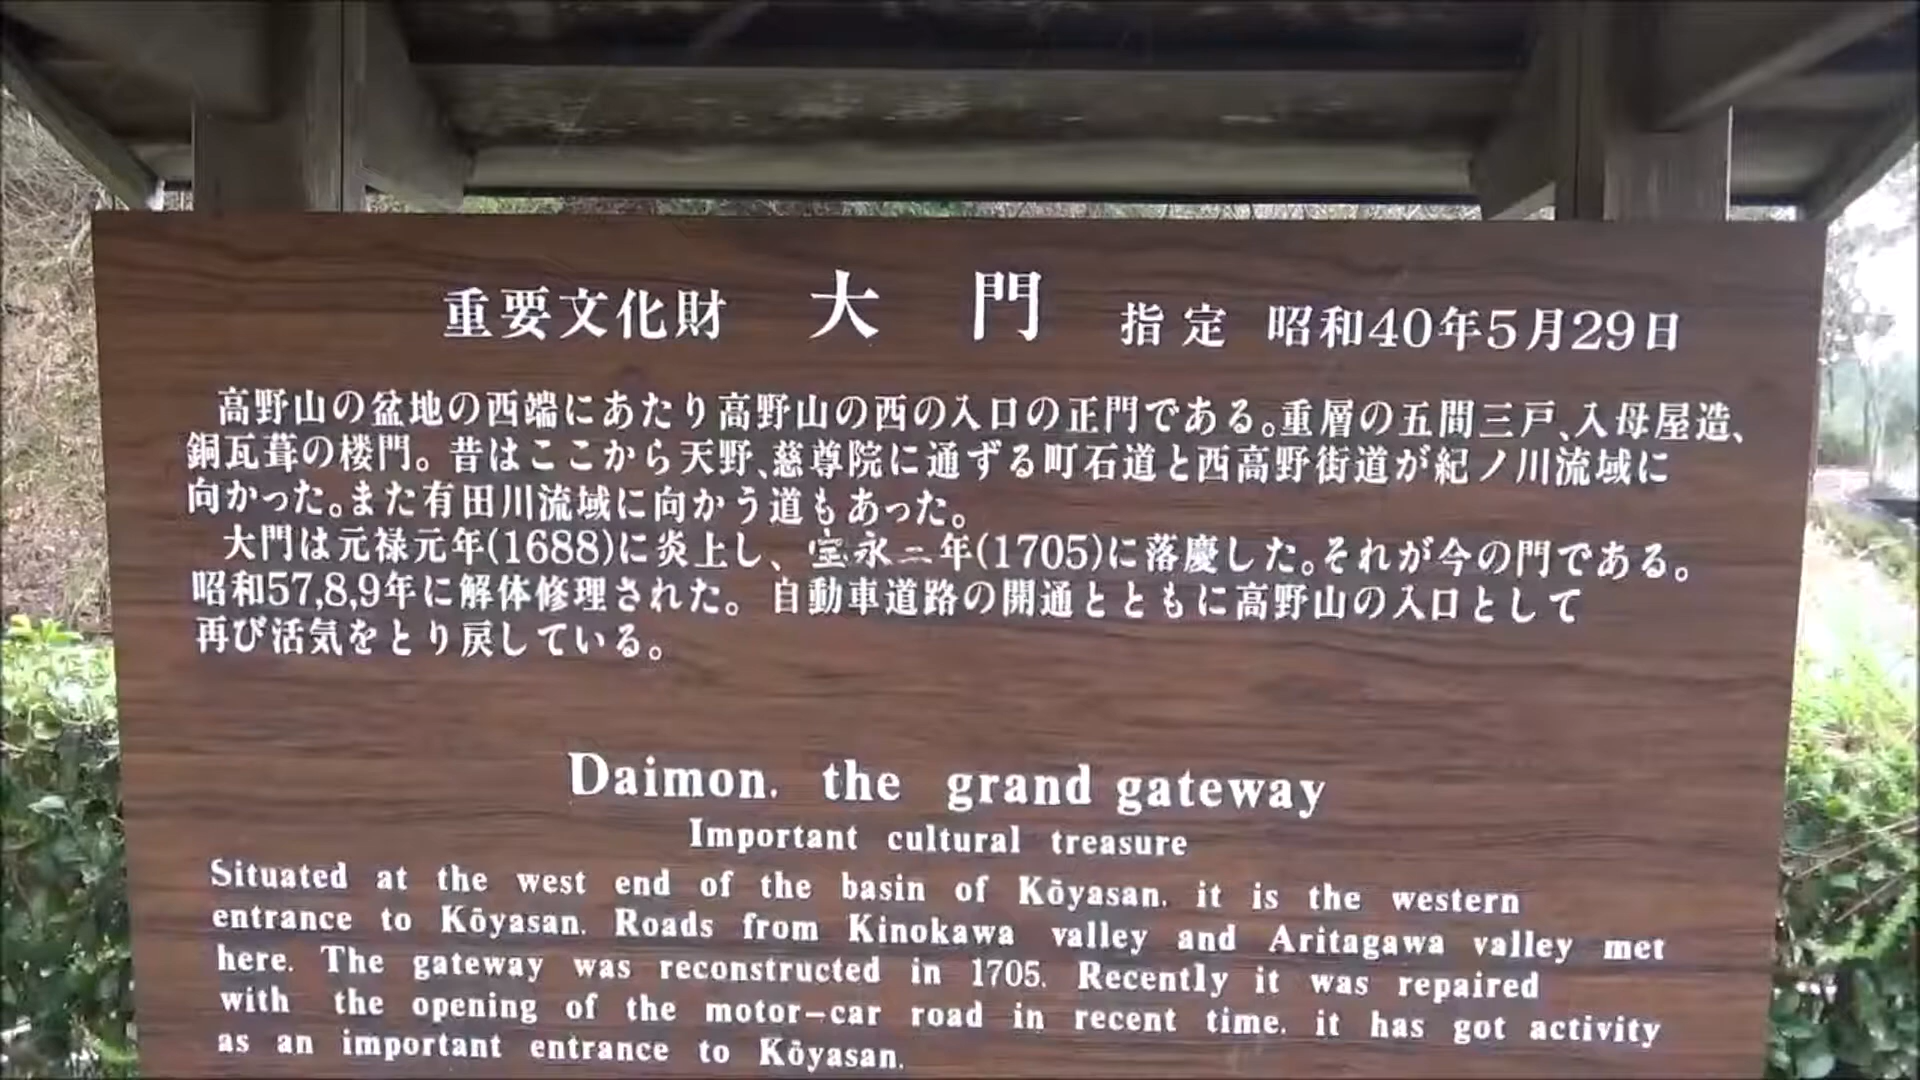 重要文化財 大門 指定 昭和40年5月29日
高野山の盆地の西端にあたり高野山の西の入口の正門である。重層の五間三戸、入母屋造、
銅瓦葺の楼門。昔はここから天野、慈尊院に通ずる町石道と西高野街道が紀ノ川流域に
向かった。また有田川流域に向かう道もあった。
大門は元禄元年(1688)に炎上し、宝永二年(1705)に落慶した。それが今の門である。
昭和57,8,9年に解体修理された。自動車道路の開通とともに高野山の入口として
再び活気をとり戻している。
Daimon. the grand gateway
Important cultural treasure
Situated at the west end of the basin of Kōyasan. it is the western
entrance to Kōyasan. Roads from Kinokawa valley and Aritagawa valley met
here. The gateway was reconstructed in 1705. Recently it was repaired
with the opening of the motor-car road in recent time. it has got activity
as an important entrance to Kōyasan.